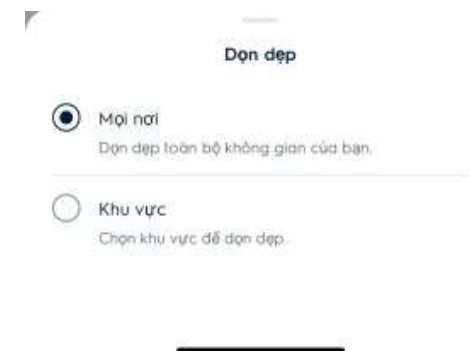 Dọn dẹp
Mọi nơi
Dọn dẹp toàn bộ không gian của bạn.
Khu vực
Chọn khu vực để dọn dẹp.